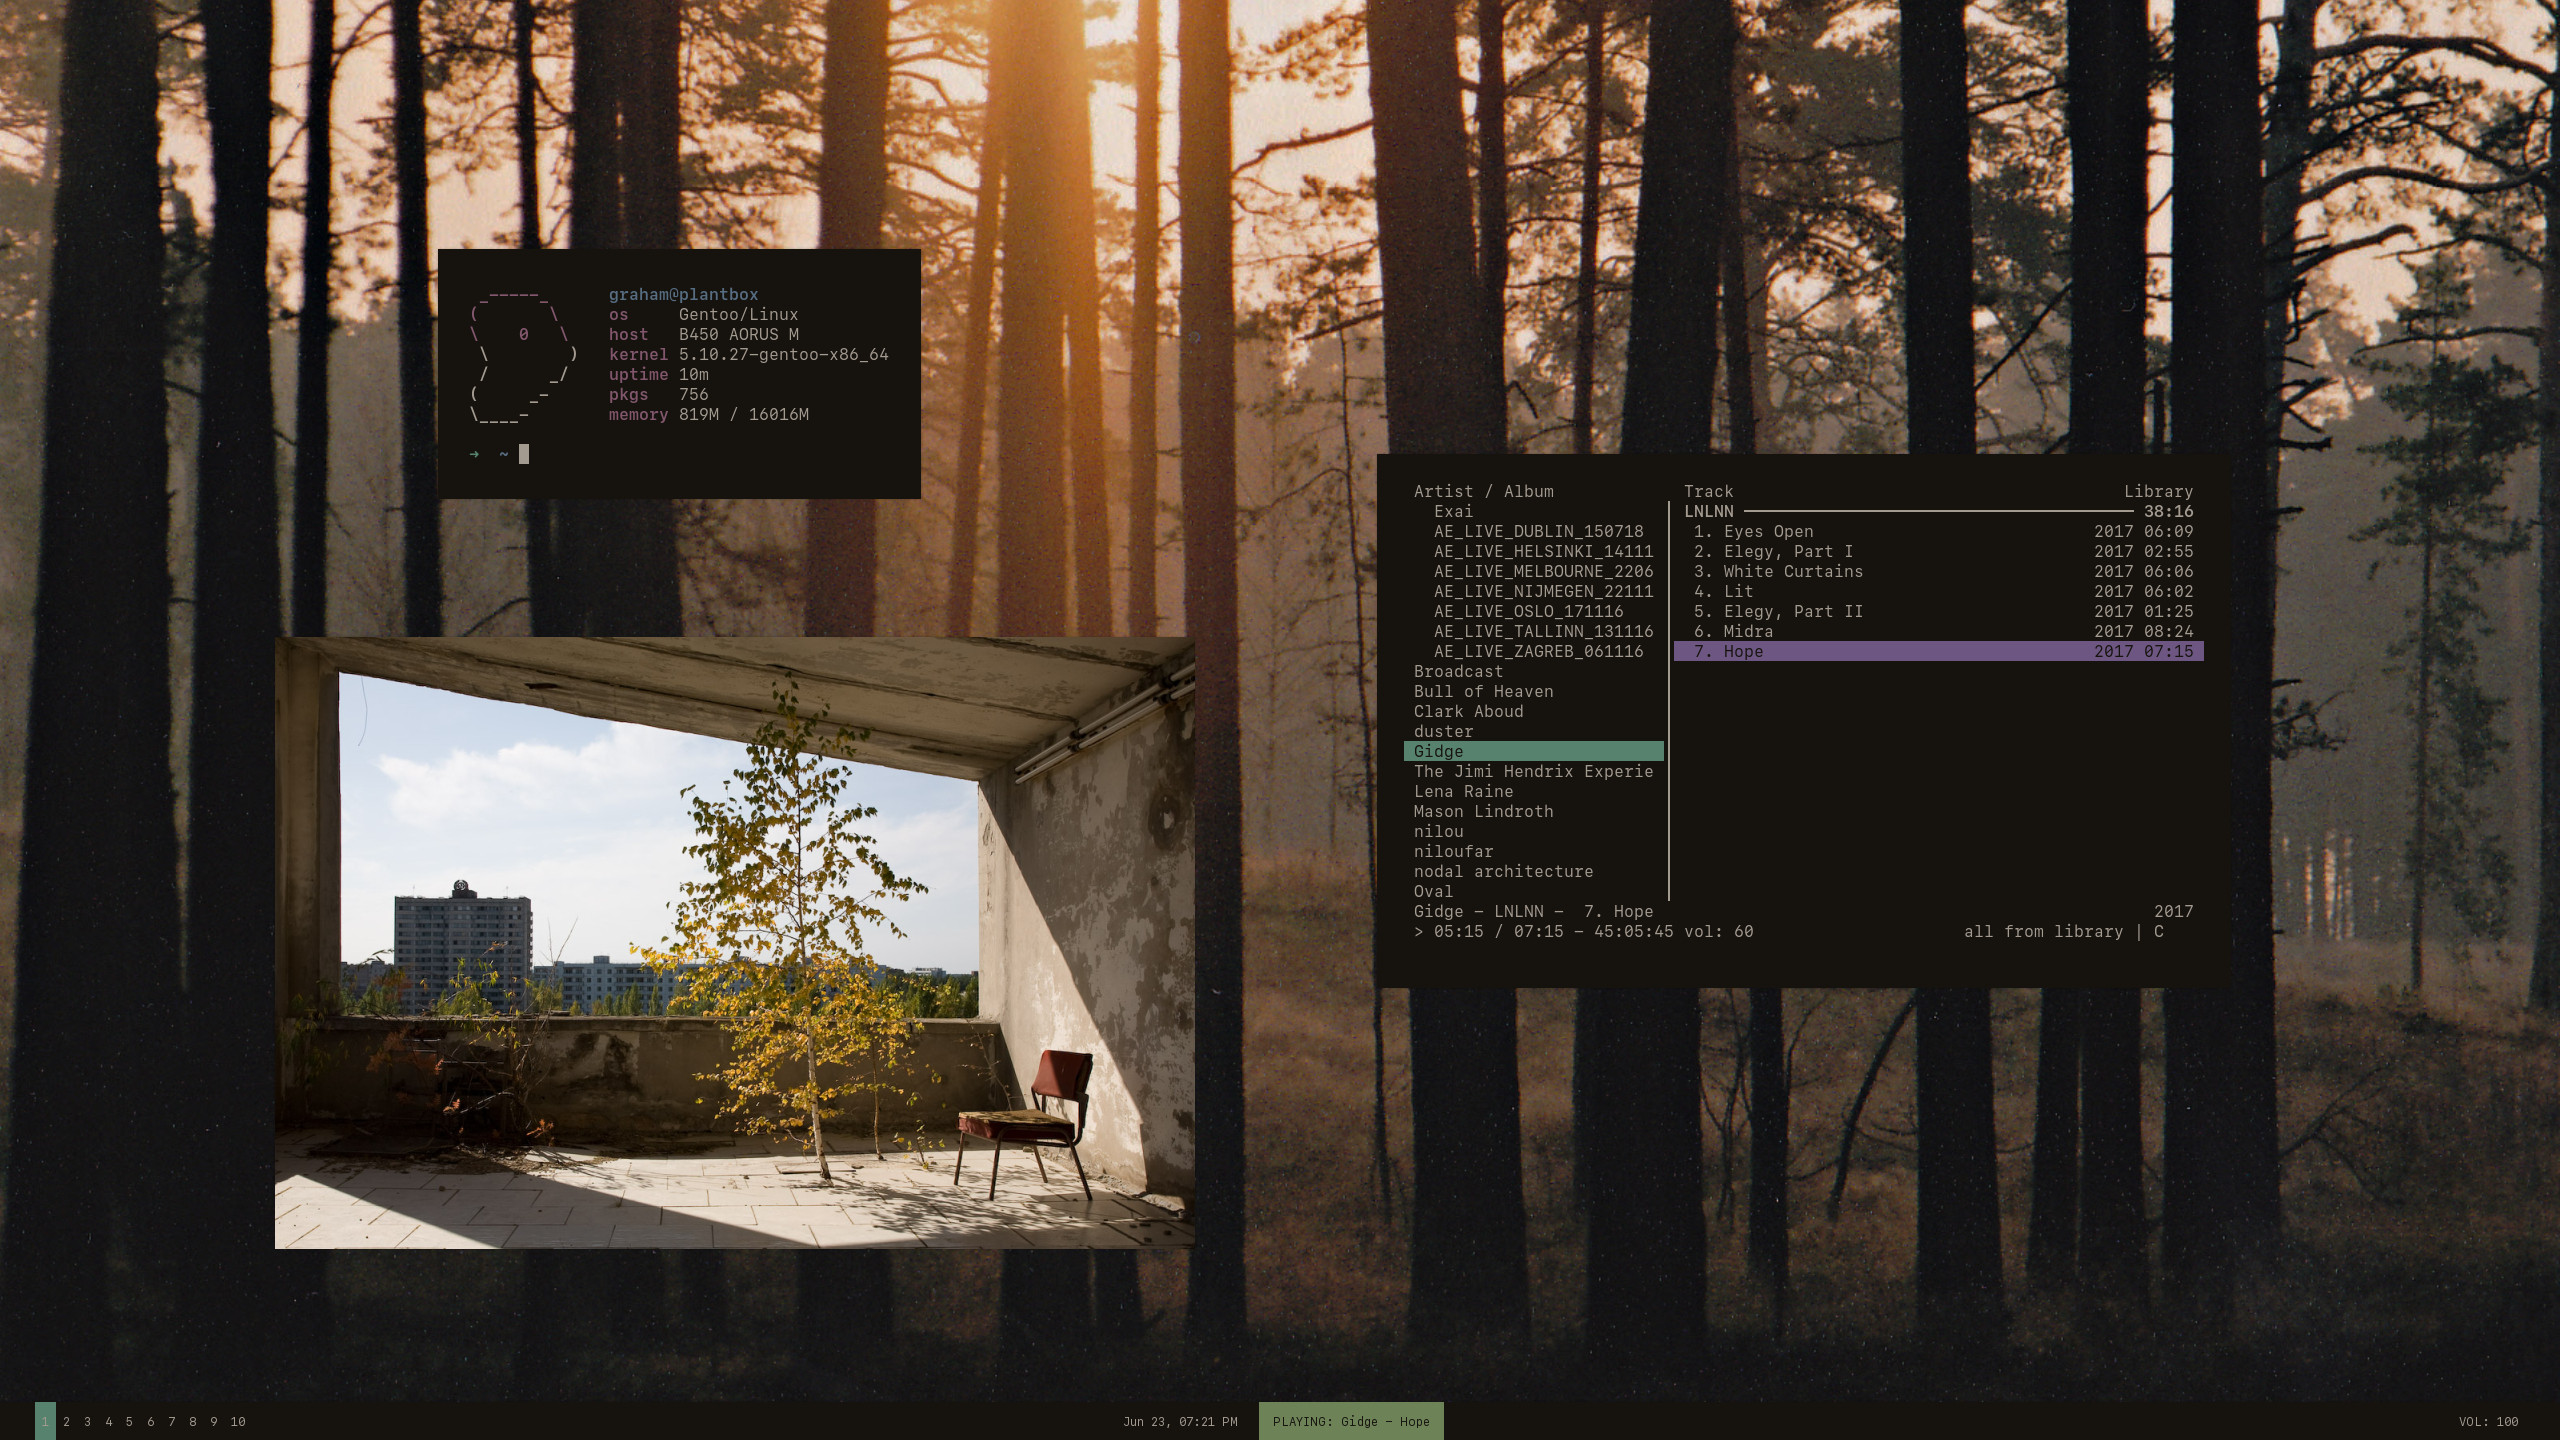 graham@plantbox
os Gentoo/Linux
host B450 AORUS M
kernel 5.10.27-gentoo-x86_64
uptime 10m
pkgs 756
memory 819M / 16016M
→ ~
Artist / Album
Exai
AE_LIVE_DUBLIN_150718
AE_LIVE_HELSINKI_14111
AE_LIVE_MELBOURNE_2206
AE_LIVE_NIJMEGEN_22111
AE_LIVE_OSLO_171116
AE_LIVE_TALLINN_131116
AE_LIVE_ZAGREB_061116
Broadcast
Bull of Heaven
Clark Aboud
duster
Gidge
The Jimi Hendrix Experie
Lena Raine
Mason Lindroth
nilou
niloufar
nodal architecture
Oval
Track Library
LNLNN 38:16
1. Eyes Open 2017 06:09
2. Elegy, Part I 2017 02:55
3. White Curtains 2017 06:06
4. Lit 2017 06:02
5. Elegy, Part II 2017 01:25
6. Midra 2017 08:24
7. Hope 2017 07:15
Gidge - LNLNN - 7. Hope 2017
> 05:15 / 07:15 - 45:05:45 vol: 60 all from library | C
1 2 3 4 5 6 7 8 9 10
Jun 23, 07:21 PM
PLAYING: Gidge - Hope
VOL: 100